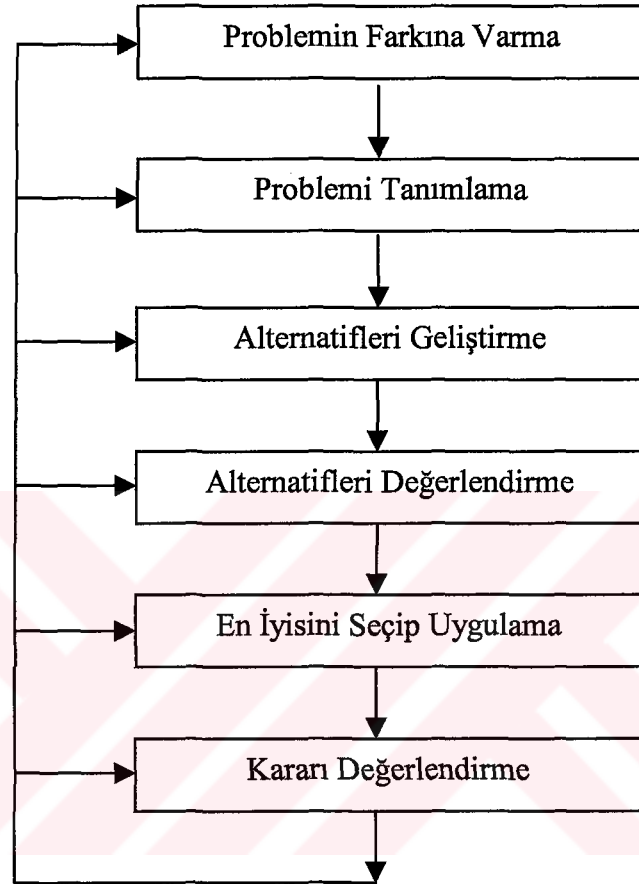 Problemin Farkına Varma
Problemi Tanımlama
Alternatifleri Geliştirme
Alternatifleri Değerlendirme
En İyisini Seçip Uygulama
Kararı Değerlendirme